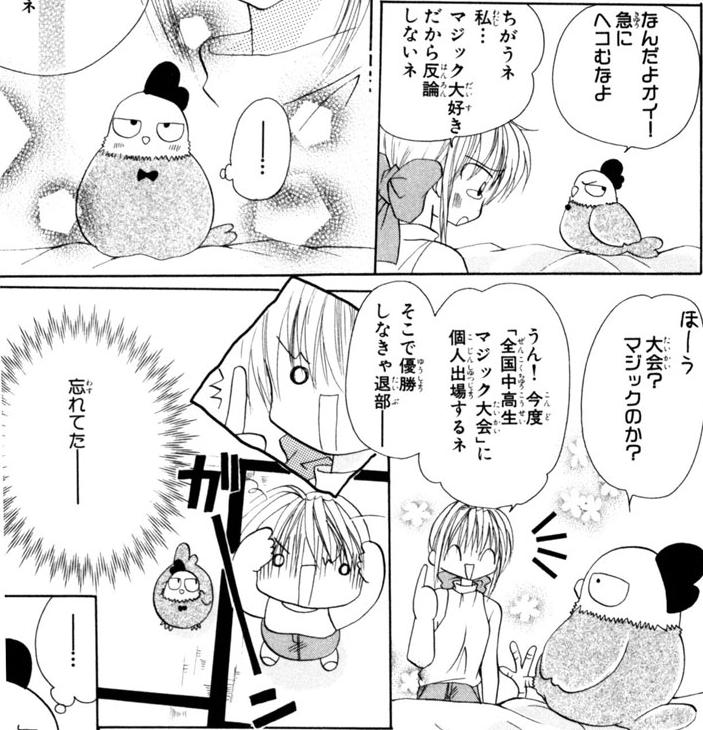 なんだよオイ!
急に
ヘコむなよ
ちがうネ
私…
マジック大好き
だから反論
しないネ
ネ
―…
ほーう
大会?
マジックのか?
うん! 今度
「全国中高生
マジック大会」に
個人出場するネ
そこで優勝
しなきゃ退部――
ガーン
忘れてた――
―…